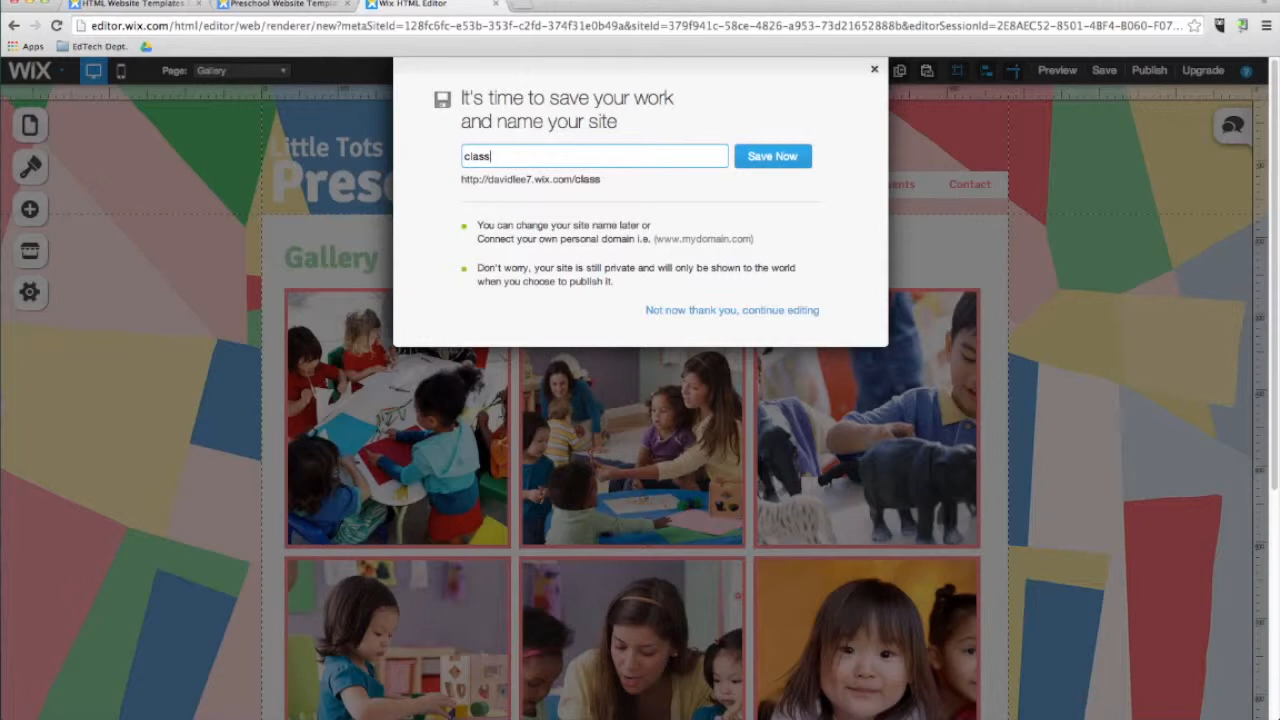 HTML Website Templates
Preschool Website Templa
Wix HTML Editor
editor.wix.com/html/editor/web/renderer/new?metaSiteId=128fc6fc-e53b-353f-c2fd-374f31e0b49a&siteId=379f941c-58ce-4826-a953-73d21652888b&editorSessionId=2E8AEC52-8501-4BF4-B060-F07...
Apps EdTech Dept.
WiX Page: Gallery Preview Save Publish Upgrade ?
It's time to save your work
and name your site
class Save Now
http://davidlee7.wix.com/class
You can change your site name later or
Connect your own personal domain i.e. (www.mydomain.com)
Don't worry, your site is still private and will only be shown to the world
when you choose to publish it.
Not now thank you, continue editing
Little Tots
Pres
ents Contact
Gallery